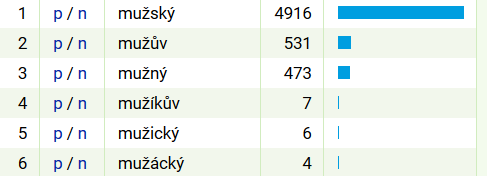 1 p / n mužský 4916
2 p / n mužův 531
3 p / n mužný 473
4 p / n mužíkův 7
5 p / n mužický 6
6 p / n mužácký 4